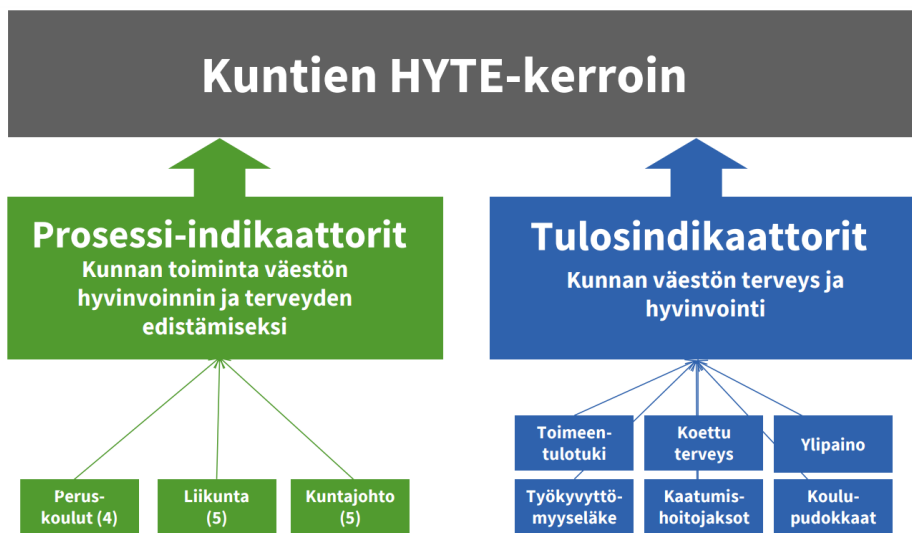 Kuntien HYTE-kerroin
Prosessi-indikaattorit
Kunnan toiminta väestön
hyvinvoinnin ja terveyden
edistämiseksi
Tulosindikaattorit
Kunnan väestön terveys ja
hyvinvointi
Perus-
koulut (4)
Liikunta
(5)
Kuntajohto
(5)
Toimeen-
tulotuki
Koettu
terveys
Ylipaino
Työkyvyttö-
myyseläke
Kaatumis-
hoitojaksot
Koulu-
pudokkaat